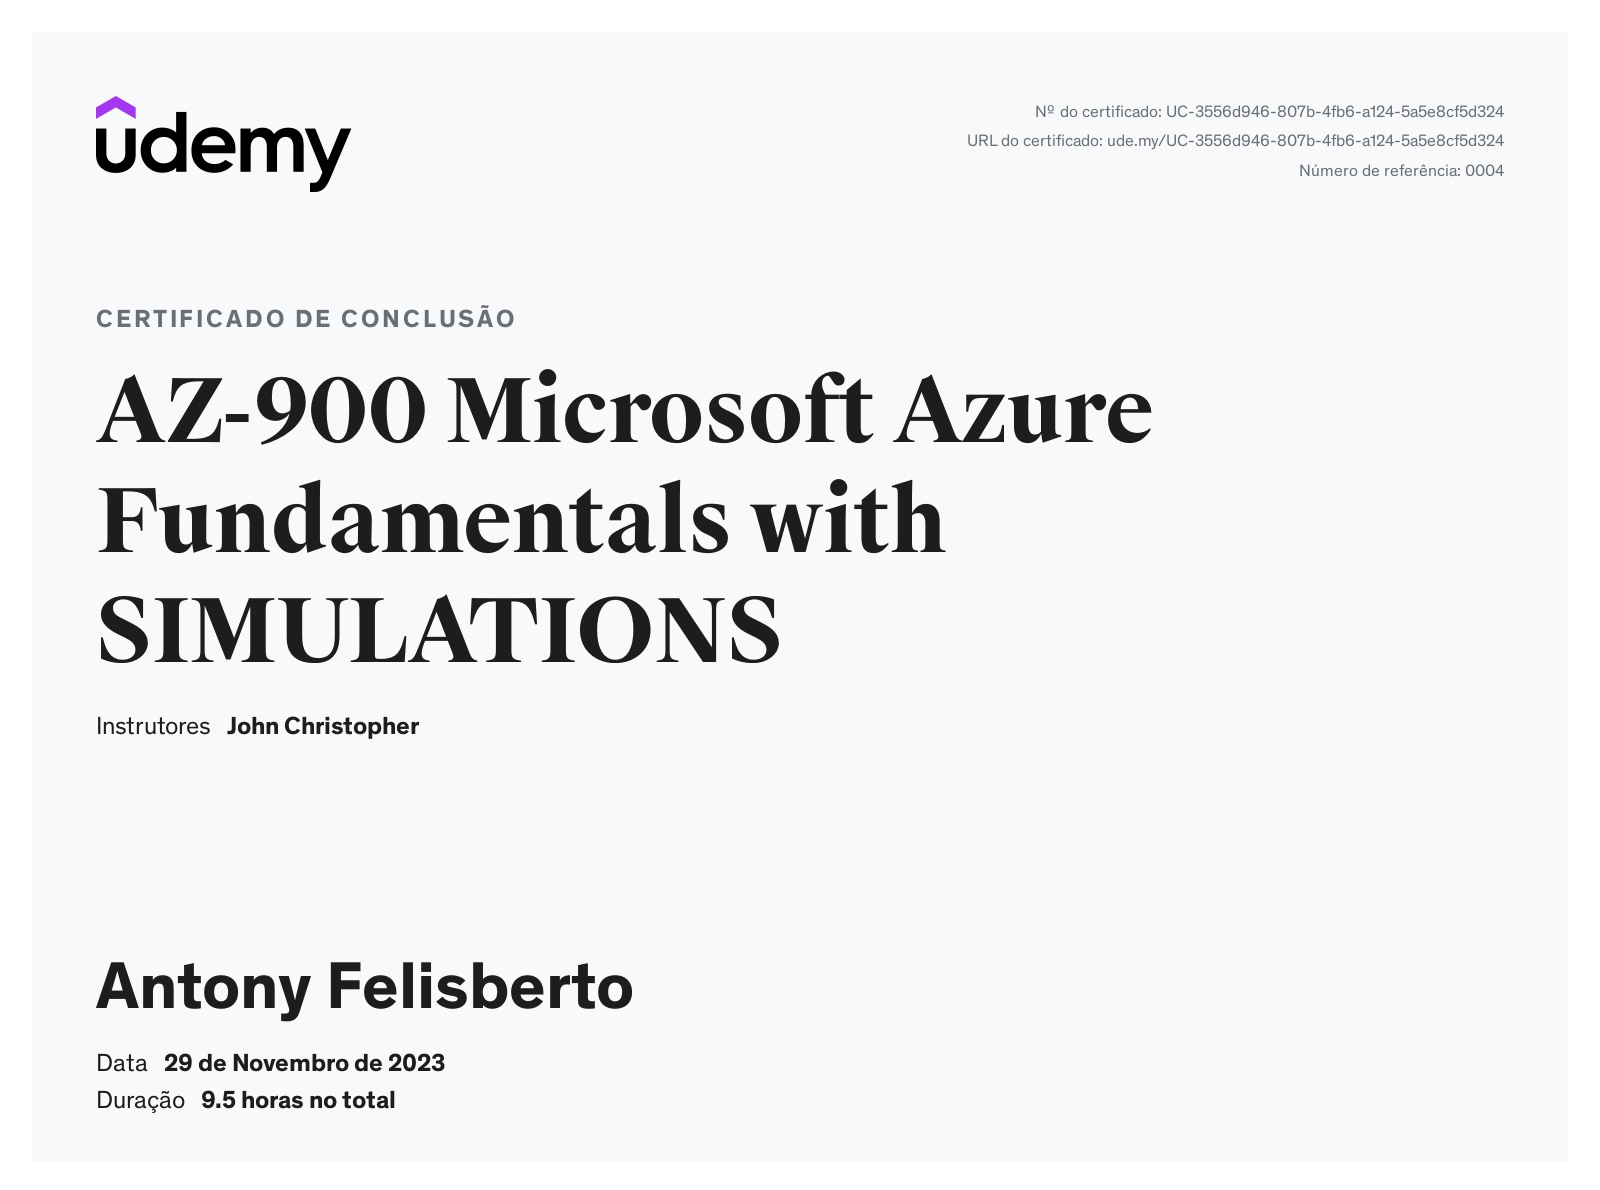 udemy
Nº do certificado: UC-3556d946-807b-4fb6-a124-5a5e8cf5d324
URL do certificado: ude.my/UC-3556d946-807b-4fb6-a124-5a5e8cf5d324
Número de referência: 0004
CERTIFICADO DE CONCLUSÃO
AZ-900 Microsoft Azure
Fundamentals with
SIMULATIONS
Instrutores John Christopher
Antony Felisberto
Data 29 de Novembro de 2023
Duração 9.5 horas no total